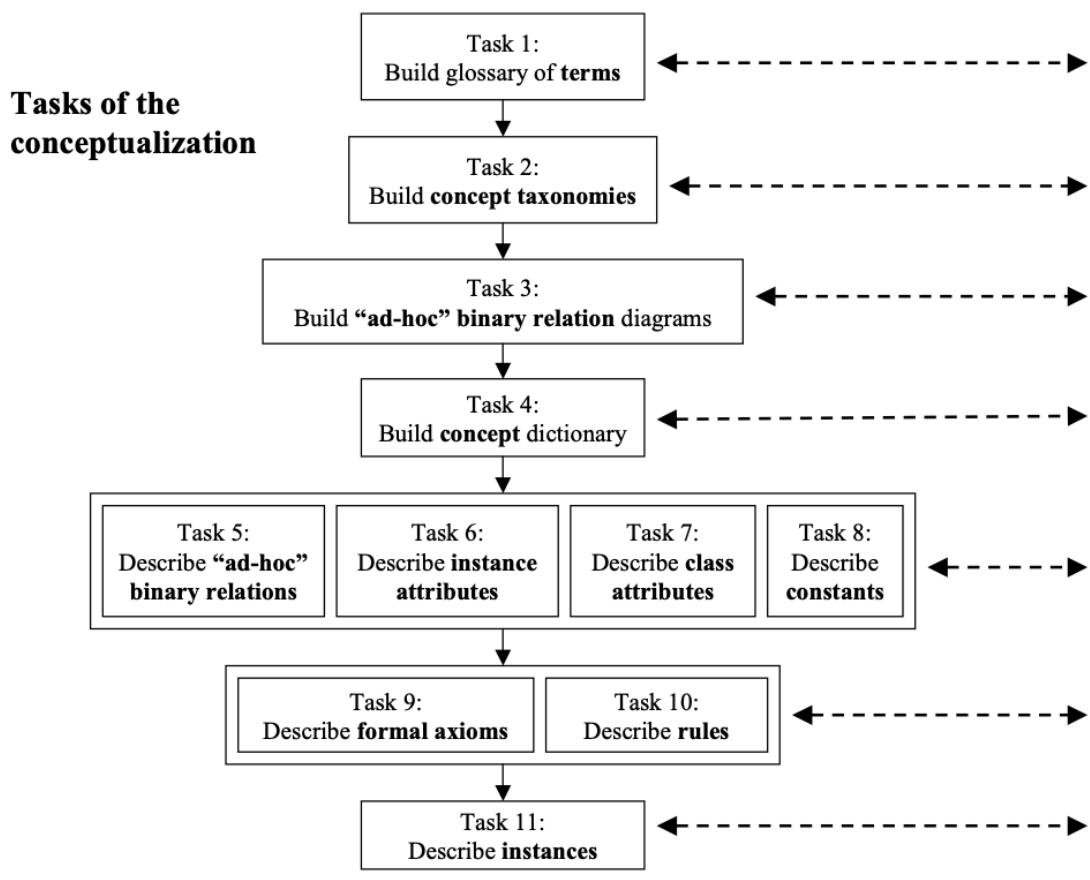 Tasks of the
conceptualization
Task 1:
Build glossary of terms
Task 2:
Build concept taxonomies
Task 3:
Build “ad-hoc” binary relation diagrams
Task 4:
Build concept dictionary
Task 5:
Describe “ad-hoc”
binary relations
Task 6:
Describe instance
attributes
Task 7:
Describe class
attributes
Task 8:
Describe
constants
Task 9:
Describe formal axioms
Task 10:
Describe rules
Task 11:
Describe instances